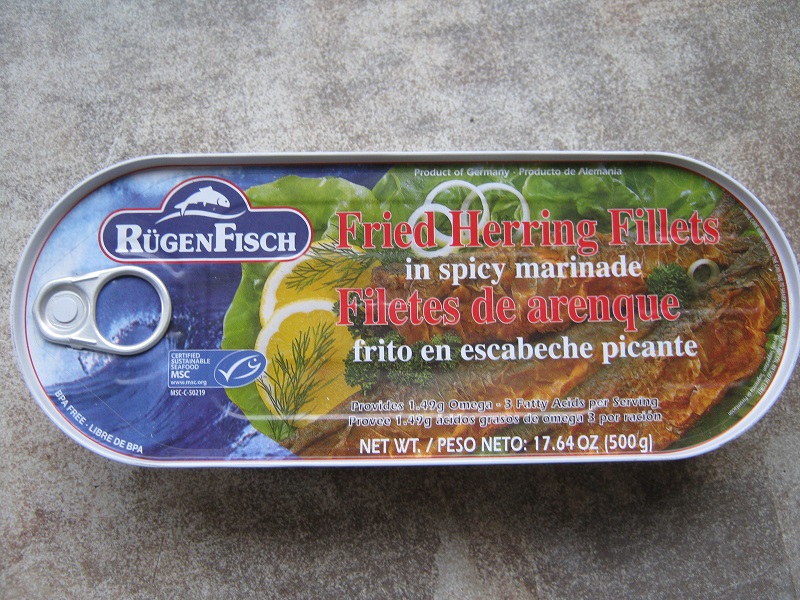 Product of Germany - Producto de Alemania
RÜGENFISCH
Fried Herring Fillets
in spicy marinade
Filetes de arenque
frito en escabeche picante
CERTIFIED
SUSTAINABLE
SEAFOOD
MSC
www.msc.org
MSC-C-50219
Provides 1.49g Omega - 3 Fatty Acids per Serving
Provee 1.49g ácidos grasos de omega 3 por ración
NET WT. / PESO NETO: 17.64 OZ (500g)
BPA FREE - LIBRE DE BPA